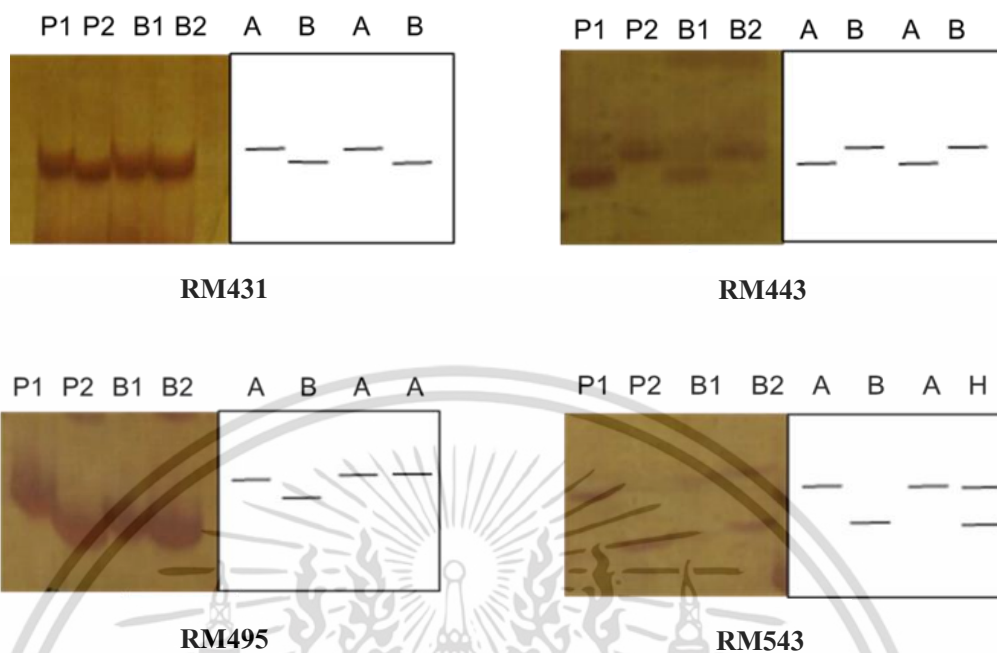 P1 P2 B1 B2 A B A B
RM431
P1 P2 B1 B2 A B A B
RM443
P1 P2 B1 B2 A B A A
RM495
P1 P2 B1 B2 A B A H
RM543